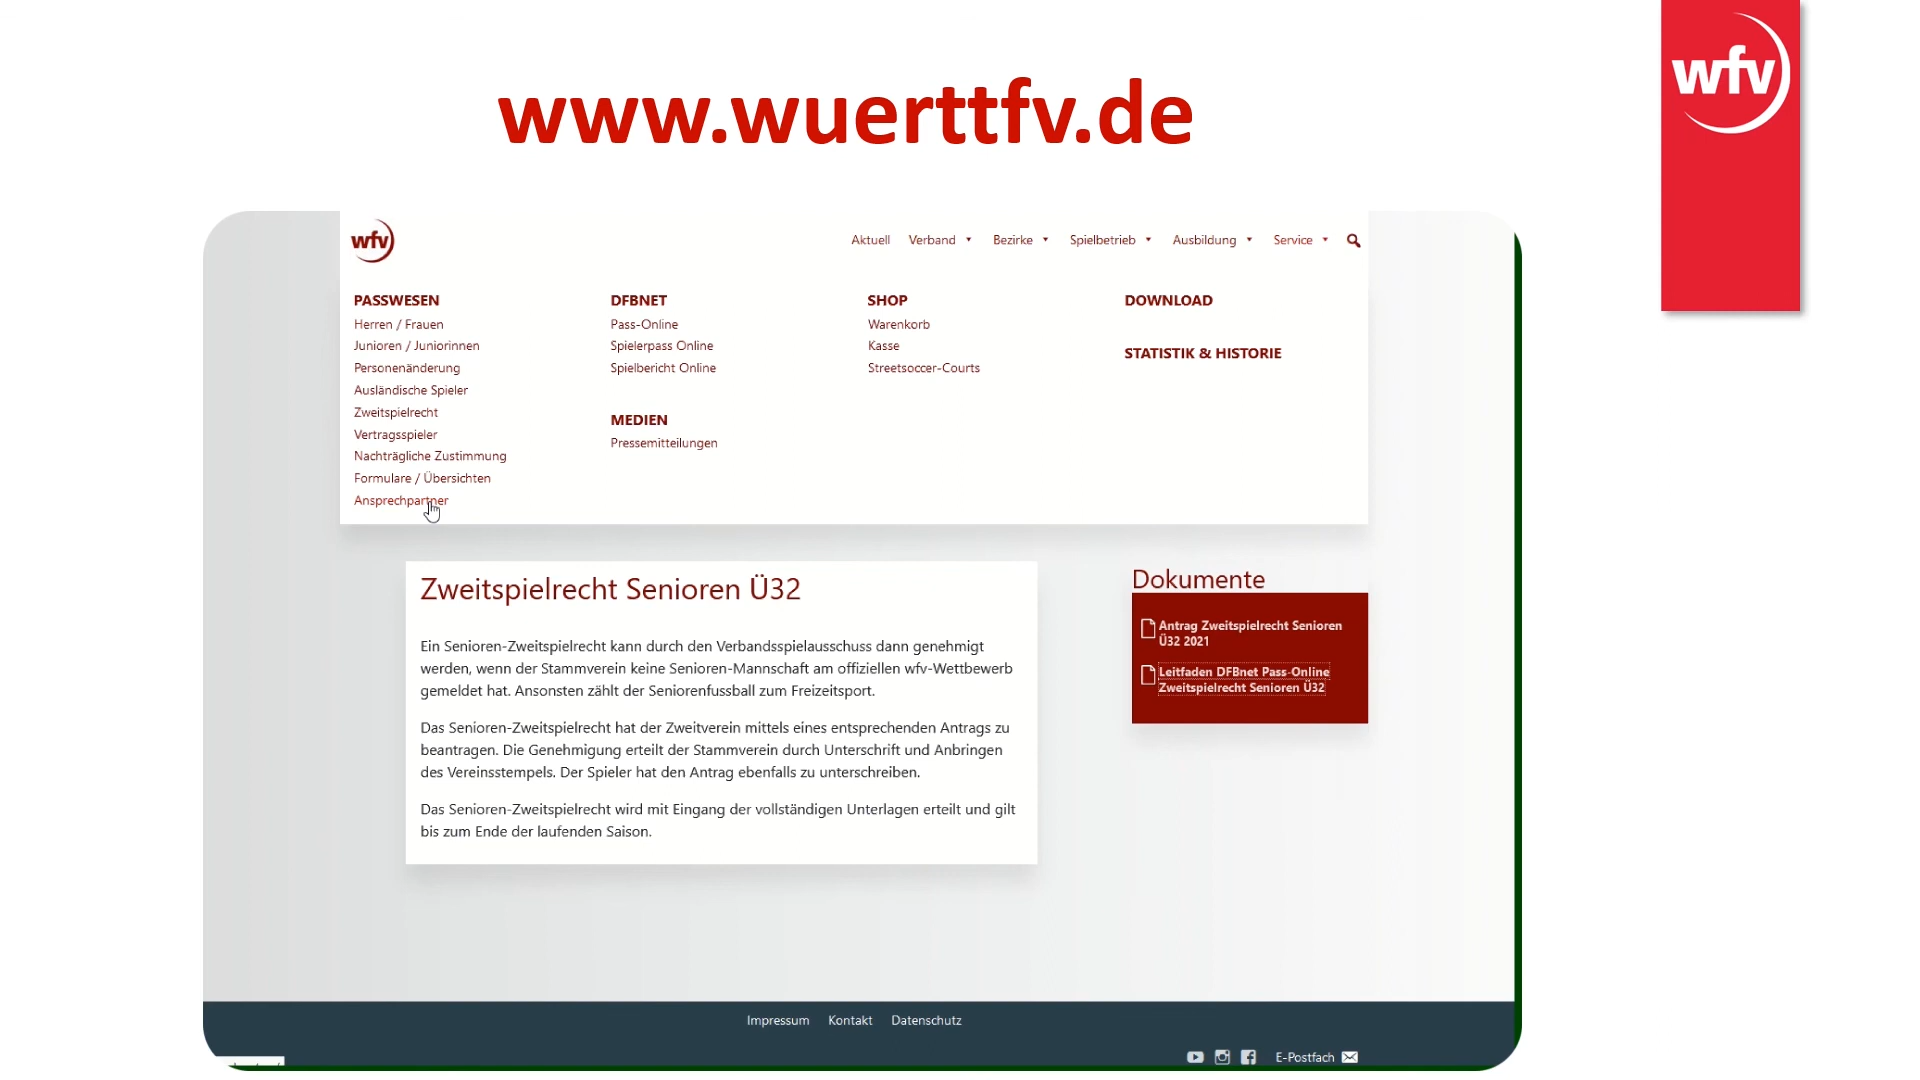 www.wuerttfv.de
wfv
wfv
Aktuell Verband Bezirke Spielbetrieb Ausbildung Service
PASSWESEN
Herren / Frauen
Junioren / Juniorinnen
Personenänderung
Ausländische Spieler
Zweitspielrecht
Vertragsspieler
Nachträgliche Zustimmung
Formulare / Übersichten
Ansprechpartner
DFBNET
Pass-Online
Spielerpass Online
Spielbericht Online
MEDIEN
Pressemitteilungen
SHOP
Warenkorb
Kasse
Streetsoccer-Courts
DOWNLOAD
STATISTIK & HISTORIE
Zweitspielrecht Senioren Ü32
Ein Senioren-Zweitspielrecht kann durch den Verbandsspielausschuss dann genehmigt
werden, wenn der Stammverein keine Senioren-Mannschaft am offiziellen wfv-Wettbewerb
gemeldet hat. Ansonsten zählt der Seniorenfussball zum Freizeitsport.
Das Senioren-Zweitspielrecht hat der Zweitverein mittels eines entsprechenden Antrags zu
beantragen. Die Genehmigung erteilt der Stammverein durch Unterschrift und Anbringen
des Vereinsstempels. Der Spieler hat den Antrag ebenfalls zu unterschreiben.
Das Senioren-Zweitspielrecht wird mit Eingang der vollständigen Unterlagen erteilt und gilt
bis zum Ende der laufenden Saison.
Dokumente
Antrag Zweitspielrecht Senioren
Ü32 2021
Leitfaden DFBnet Pass-Online
Zweitspielrecht Senioren Ü32
Impressum Kontakt Datenschutz
E-Postfach